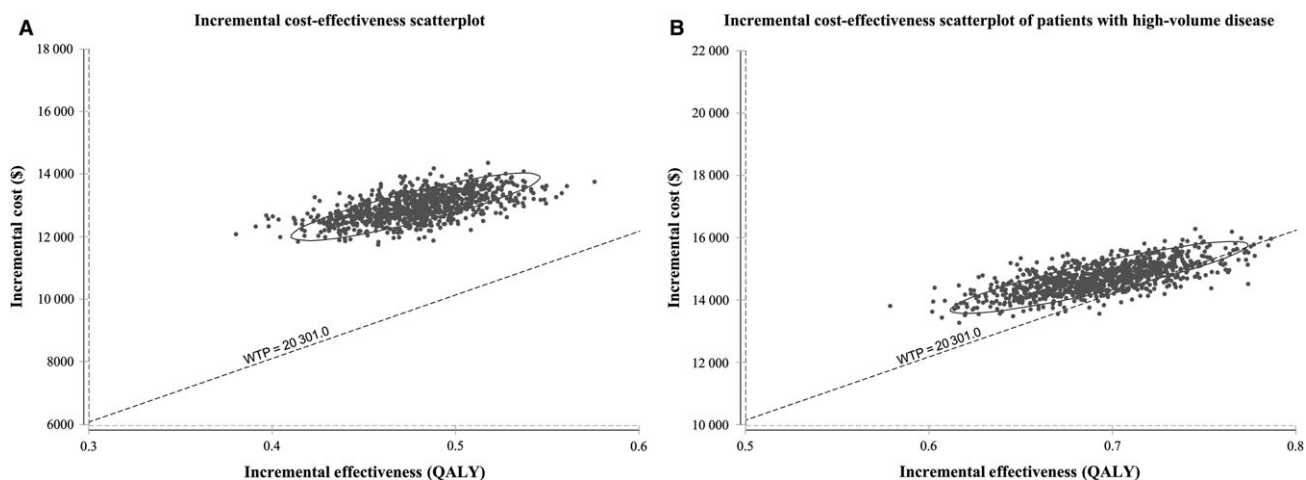 A
Incremental cost-effectiveness scatterplot
18 000
16 000
14 000
12 000
10 000
8000
6000
Incremental cost ($)
WTP = 20 301.0
0.3 0.4 0.5 0.6
Incremental effectiveness (QALY)
B
Incremental cost-effectiveness scatterplot of patients with high-volume disease
22 000
20 000
18 000
16 000
14 000
12 000
10 000
Incremental cost ($)
WTP = 20 301.0
0.5 0.6 0.7 0.8
Incremental effectiveness (QALY)